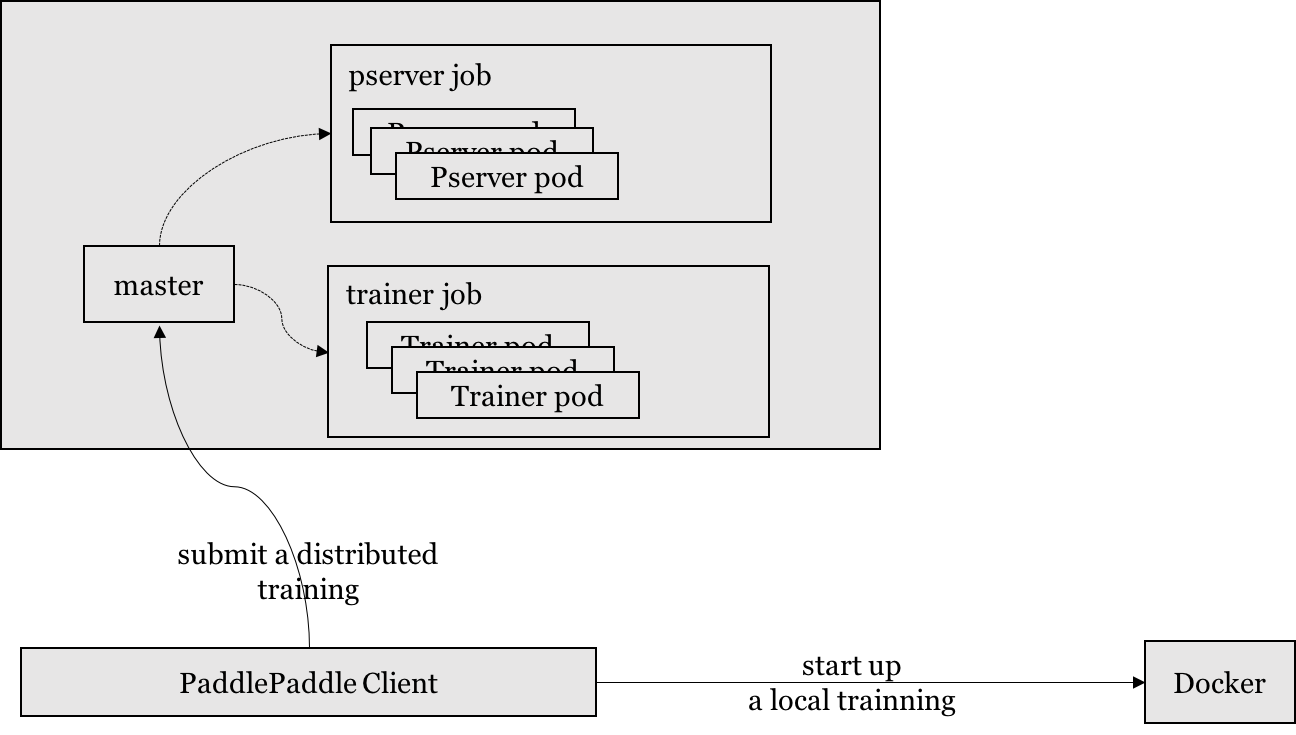 pserver job
Pserver pod
Pserver pod
master
trainer job
Trainer pod
Trainer pod
Trainer pod
submit a distributed
training
PaddlePaddle Client
start up
a local trainning
Docker